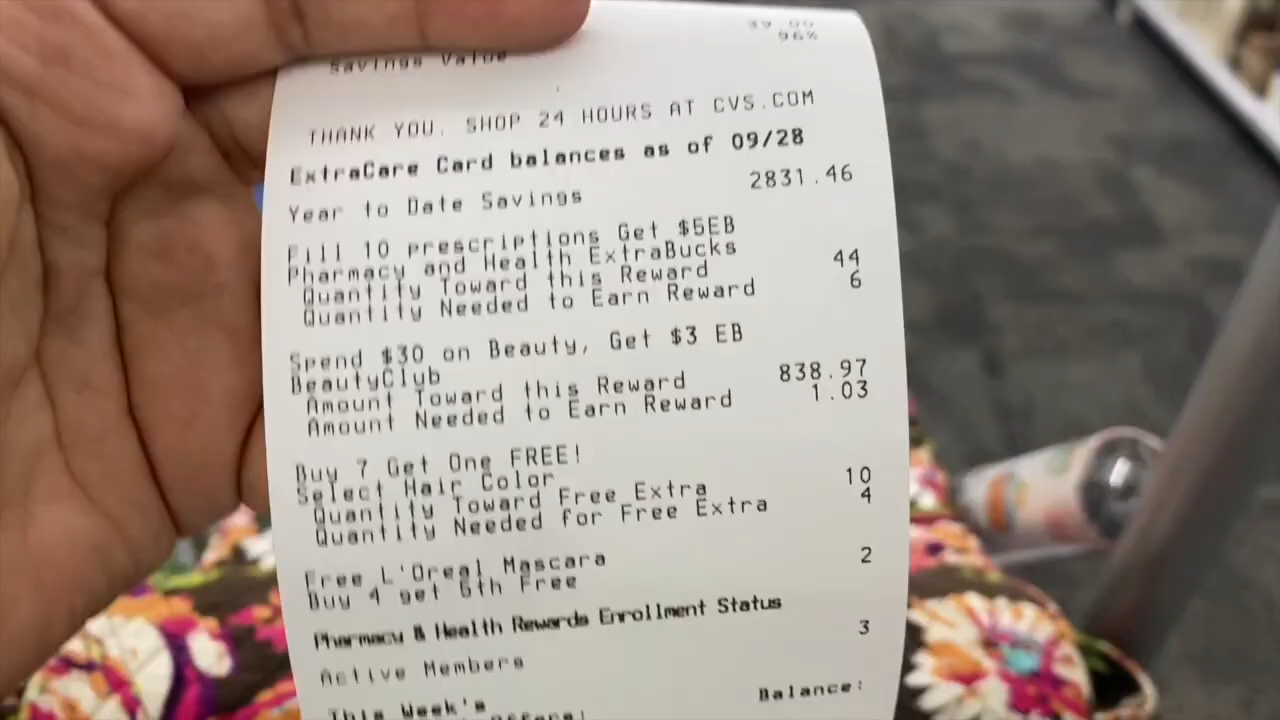 39.00
96%
Savings Value
THANK YOU. SHOP 24 HOURS AT CVS.COM
ExtraCare Card balances as of 09/28
Year to Date Savings 2831.46
Fill 10 prescriptions Get $5EB
Pharmacy and Health ExtraBucks
Quantity Toward this Reward 44
Quantity Needed to Earn Reward 6
Spend $30 on Beauty, Get $3 EB
BeautyClub
Amount Toward this Reward 838.97
Amount Needed to Earn Reward 1.03
Buy 7 Get One FREE!
Select Hair Color
Quantity Toward Free Extra 10
Quantity Needed for Free Extra 4
Free L'Oreal Mascara 2
Buy 4 get 5th Free
Pharmacy & Health Rewards Enrollment Status
Active Members 3
This Week's Balance: